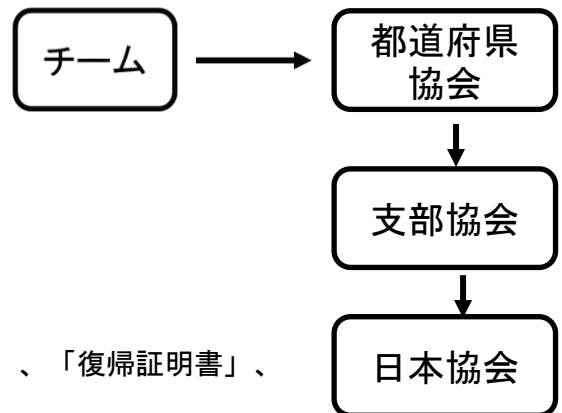 チーム
都道府県
協会
支部協会
、「復帰証明書」、
日本協会